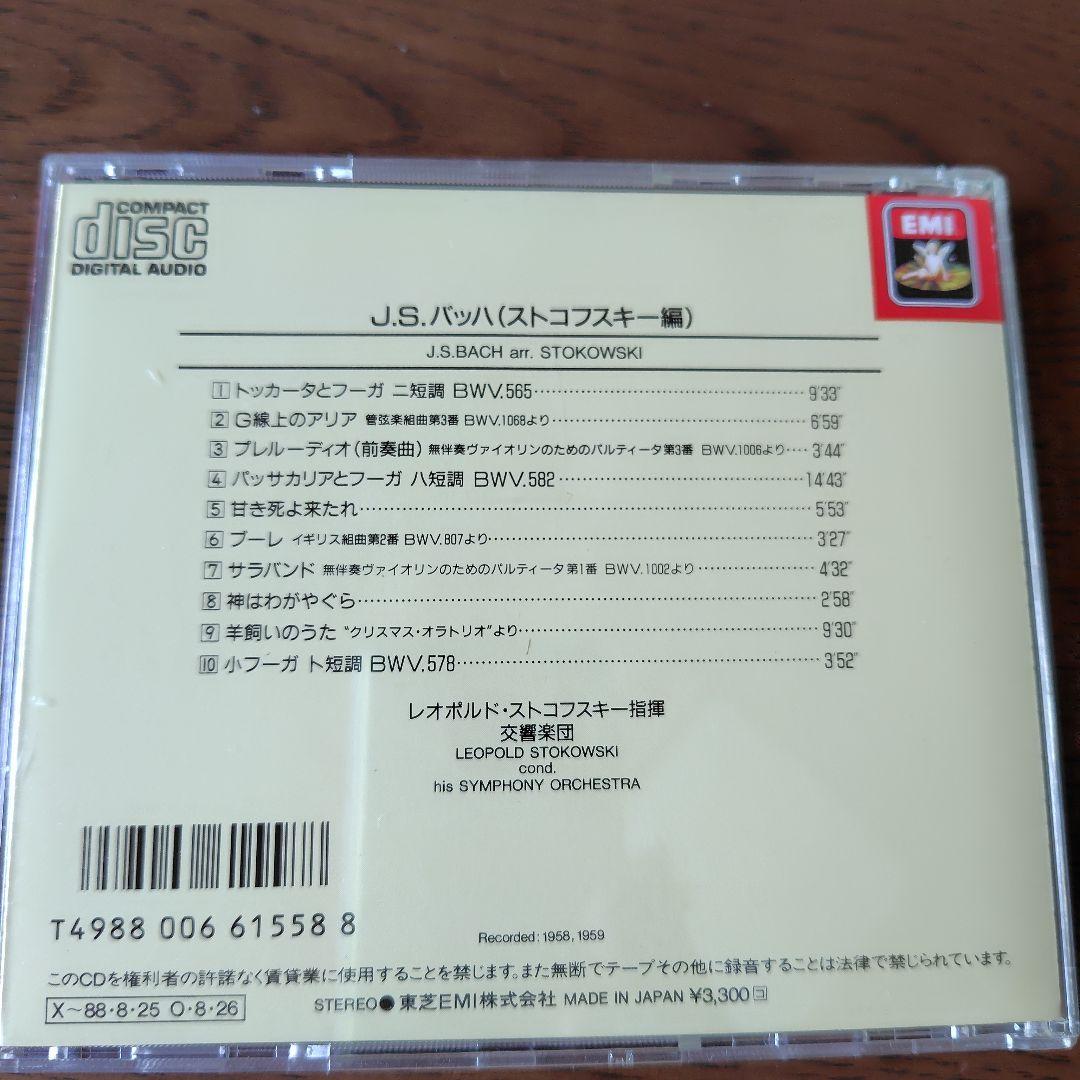 COMPACT
disc
DIGITAL AUDIO
EMI
J.S.バッハ(ストコフスキー編)
J.S.BACH arr. STOKOWSKI
1 トッカータとフーガ ニ短調 BWV.565 9'33"
2 G線上のアリア 管弦楽組曲第3番 BWV.1068より 6'59"
3 プレルーディオ(前奏曲) 無伴奏ヴァイオリンのためのパルティータ第3番 BWV.1006より 3'44"
4 パッサカリアとフーガ ハ短調 BWV.582 14'43"
5 甘き死よ来たれ 5'53"
6 ブーレ イギリス組曲第2番 BWV.807より 3'27"
7 サラバンド 無伴奏ヴァイオリンのためのパルティータ第1番 BWV.1002より 4'32"
8 神はわがやぐら 2'58"
9 羊飼いのうた "クリスマス・オラトリオ"より 9'30"
10 小フーガ ト短調 BWV.578 3'52"
レオポルド・ストコフスキー指揮
交響楽団
LEOPOLD STOKOWSKI
cond.
his SYMPHONY ORCHESTRA
T4988 006 61558 8
Recorded: 1958, 1959
このCDを権利者の許諾なく賃貸業に使用することを禁じます。また無断でテープその他に録音することは法律で禁じられています。
X〜88・8・25 O・8・26
STEREO●東芝EMI株式会社 MADE IN JAPAN ¥3,300 コ